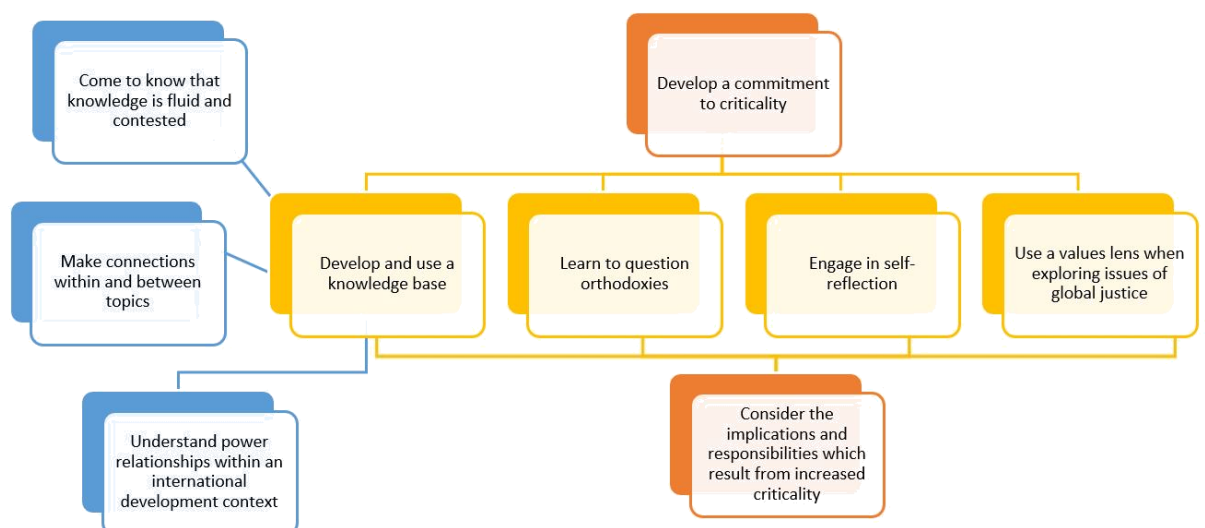 Come to know that
knowledge is fluid and
contested
Develop a commitment
to criticality
Make connections
within and between
topics
Develop and use a
knowledge base
Learn to question
orthodoxies
Engage in self-
reflection
Use a values lens when
exploring issues of
global justice
Understand power
relationships within an
international
development context
Consider the
implications and
responsibilities which
result from increased
criticality